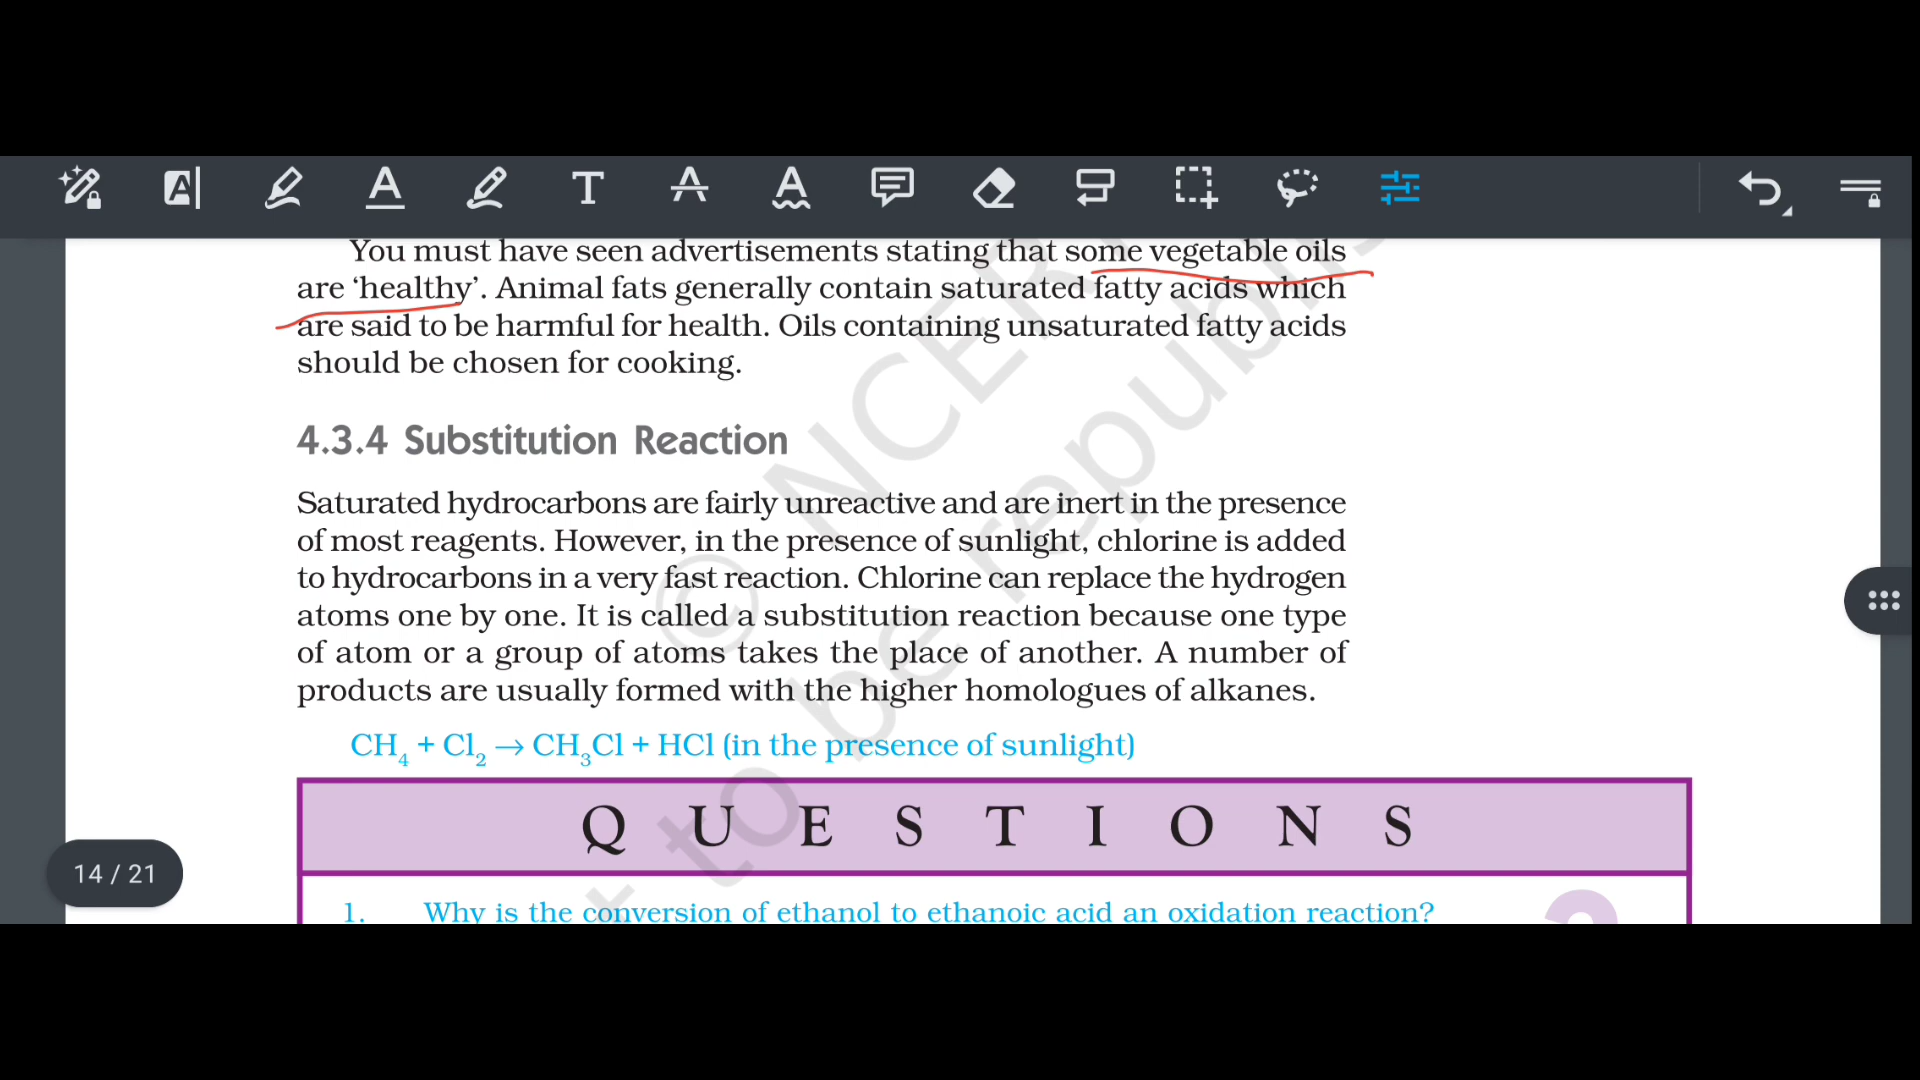 You must have seen advertisements stating that some vegetable oils
are ‘healthy’. Animal fats generally contain saturated fatty acids which
are said to be harmful for health. Oils containing unsaturated fatty acids
should be chosen for cooking.
4.3.4 Substitution Reaction
Saturated hydrocarbons are fairly unreactive and are inert in the presence
of most reagents. However, in the presence of sunlight, chlorine is added
to hydrocarbons in a very fast reaction. Chlorine can replace the hydrogen
atoms one by one. It is called a substitution reaction because one type
of atom or a group of atoms takes the place of another. A number of
products are usually formed with the higher homologues of alkanes.
CH₄ + Cl₂ → CH₃Cl + HCl (in the presence of sunlight)
QUESTIONS
14 / 21
1. Why is the conversion of ethanol to ethanoic acid an oxidation reaction?
© NCER
to be republi